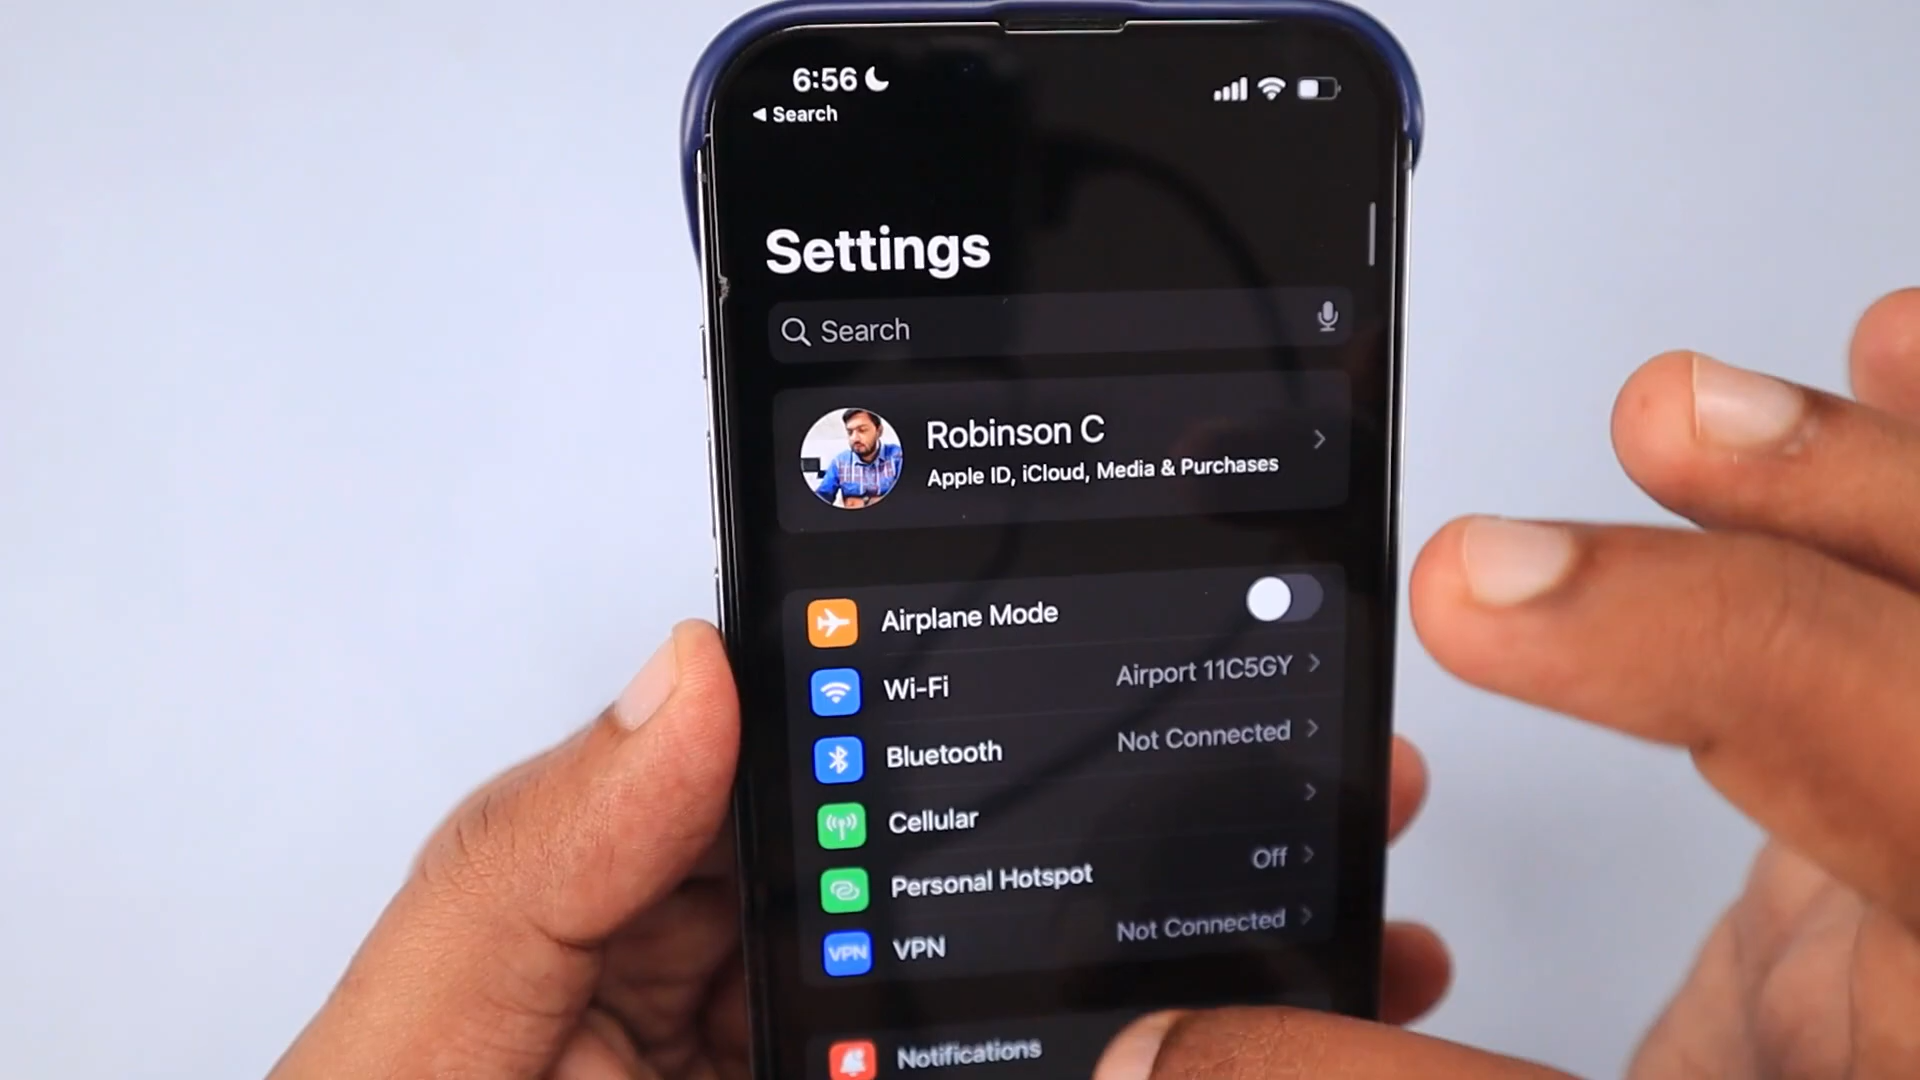 6:56
Search
Settings
Search
Robinson C
Apple ID, iCloud, Media & Purchases
Airplane Mode
Wi-Fi Airport 11C5GY
Bluetooth Not Connected
Cellular
Personal Hotspot Off
VPN VPN Not Connected
Notifications